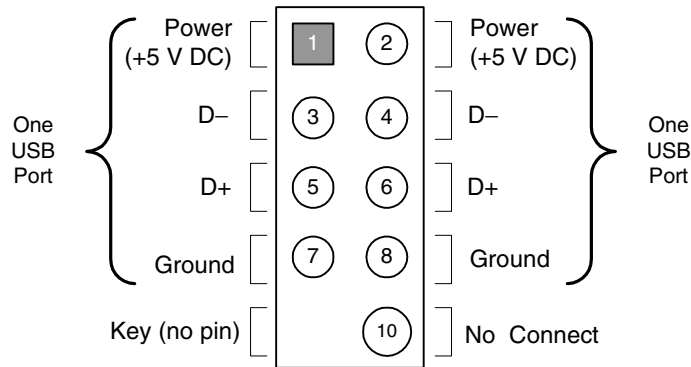 Power
(+5 V DC)
1
2
Power
(+5 V DC)
D−
3
4
D−
One
USB
Port
One
USB
Port
D+
5
6
D+
Ground
7
8
Ground
Key (no pin)
10
No Connect